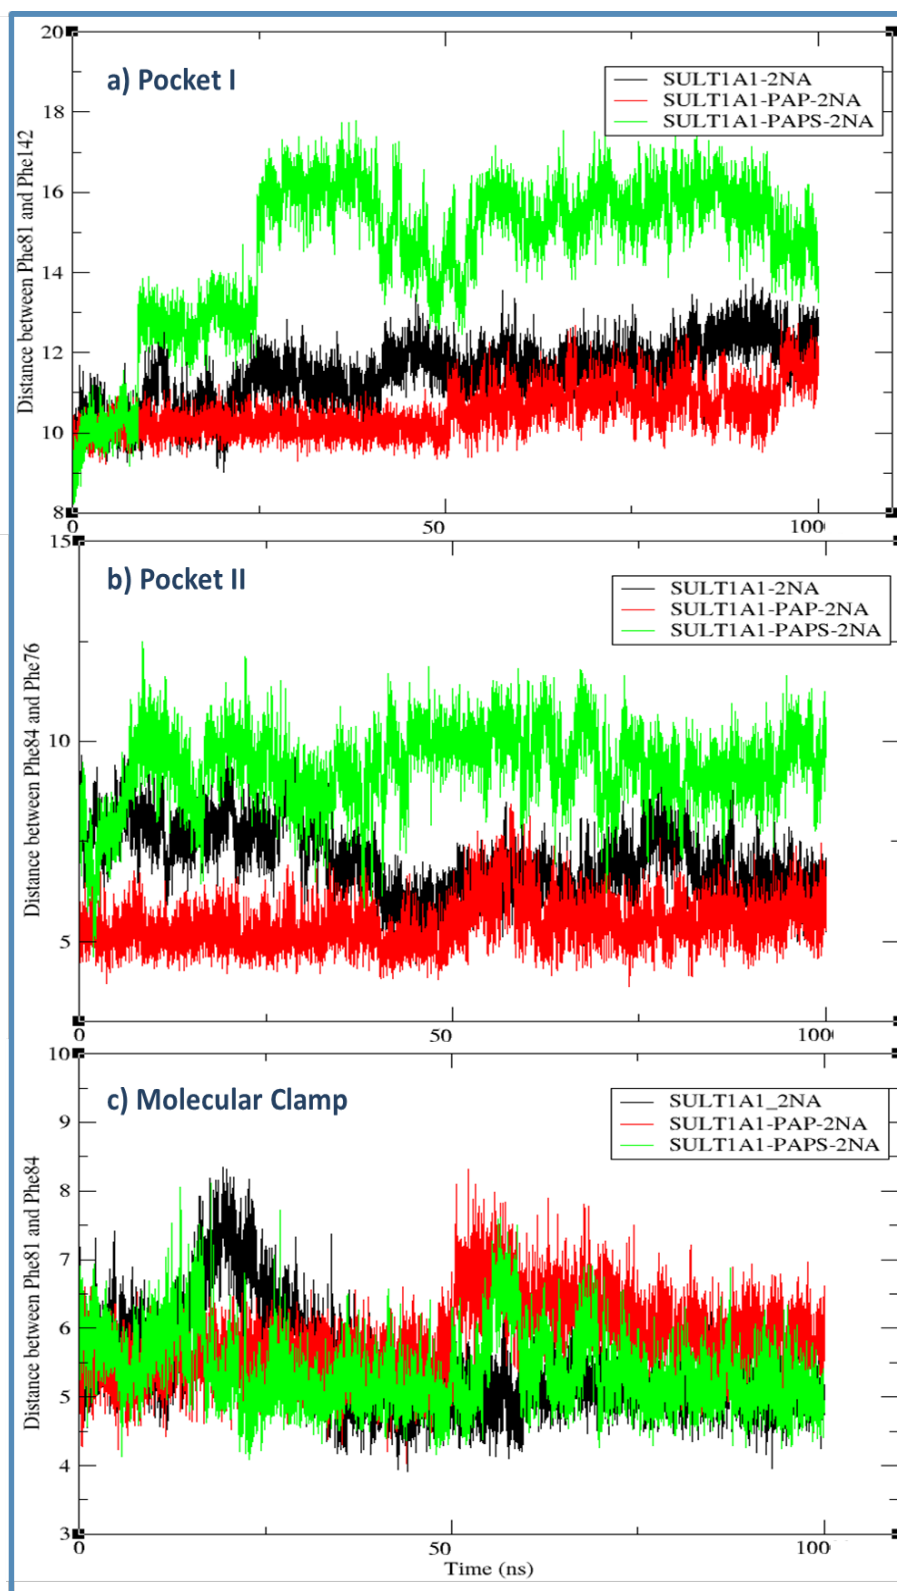 a) Pocket I
SULT1A1-2NA
SULT1A1-PAP-2NA
SULT1A1-PAPS-2NA
Distance between Phe81 and Phe142
20
18
16
14
12
10
8
0
50
100
b) Pocket II
SULT1A1-2NA
SULT1A1-PAP-2NA
SULT1A1-PAPS-2NA
Distance between Phe84 and Phe76
15
10
5
0
50
100
c) Molecular Clamp
SULT1A1_2NA
SULT1A1-PAP-2NA
SULT1A1-PAPS-2NA
Distance between Phe81 and Phe84
10
9
8
7
6
5
4
3
0
50
100
Time (ns)